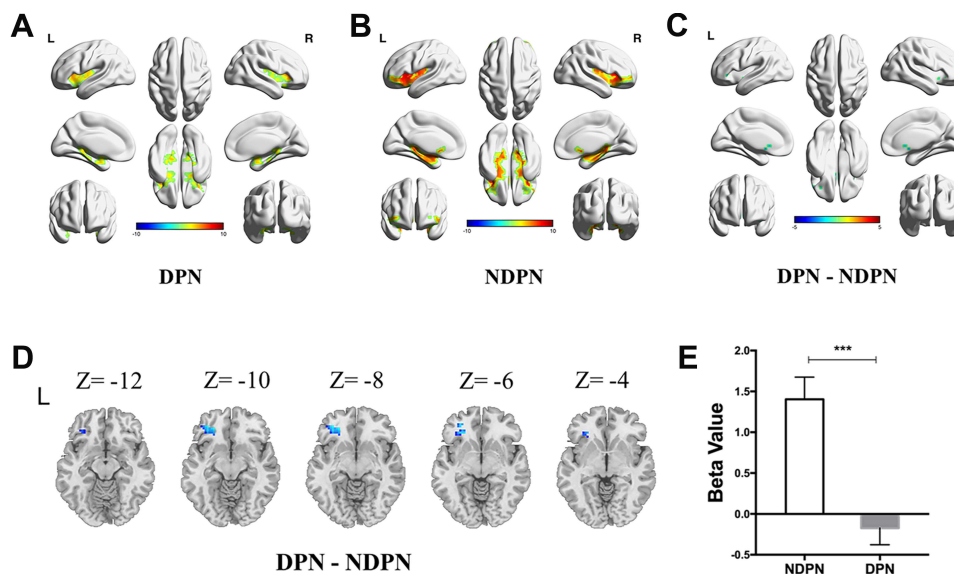 A
L
R
-10
10
DPN
B
L
R
-10
10
NDPN
C
L
-5
5
DPN - NDPN
D
L
Z= -12
Z= -10
Z= -8
Z= -6
Z= -4
DPN - NDPN
E
Beta Value
2.0
1.5
1.0
0.5
0.0
-0.5
***
NDPN
DPN